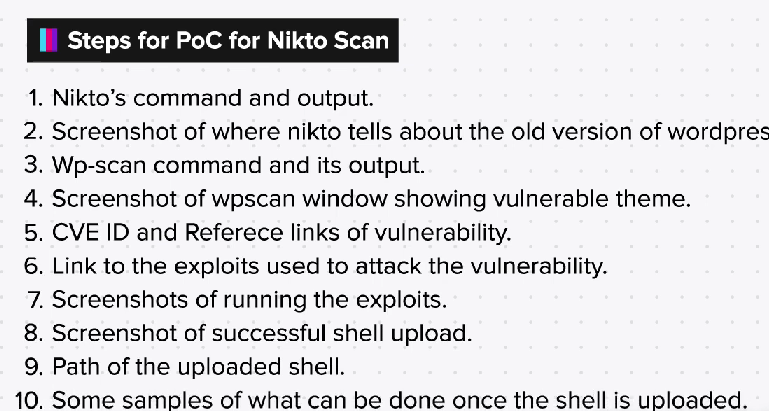 Steps for PoC for Nikto Scan
1. Nikto's command and output.
2. Screenshot of where nikto tells about the old version of wordpres
3. Wp-scan command and its output.
4. Screenshot of wpscan window showing vulnerable theme.
5. CVE ID and Referece links of vulnerability.
6. Link to the exploits used to attack the vulnerability.
7. Screenshots of running the exploits.
8. Screenshot of successful shell upload.
9. Path of the uploaded shell.
10. Some samples of what can be done once the shell is uploaded.